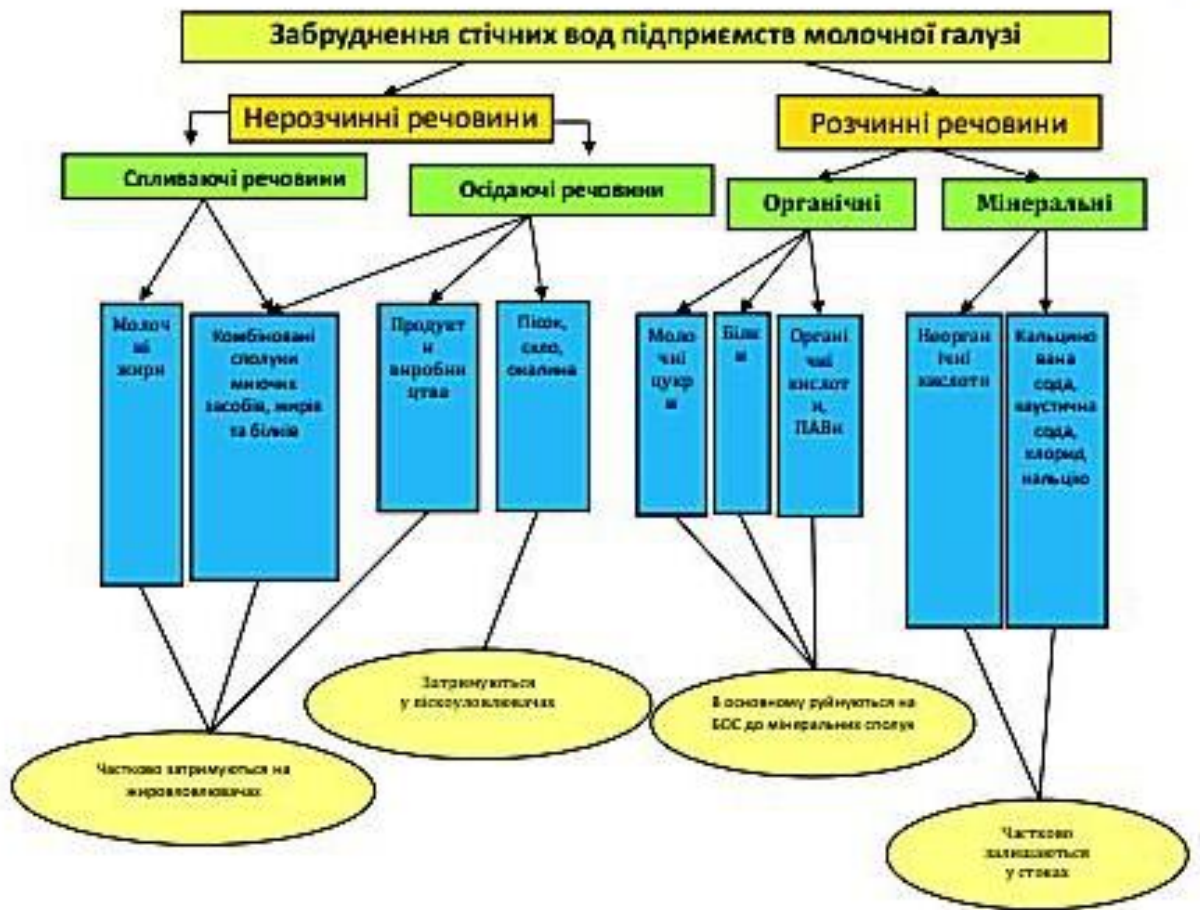 Забруднення стічних вод підприємств молочної галузі
Нерозчинні речовини
Розчинні речовини
Спливаючі речовини
Осідаючі речовини
Органічні
Мінеральні
Молоч
ні
жири
Комбіновані
сполуки
миючих
засобів, жирів
та білків
Продукт
и
виробни
цтва
Пісок,
скло,
окалина
Моло
чні
цукр
и
Білк
и
Органі
чні
кислот
и,
ПАВи
Неорган
ічні
кислоти
Кальцино
вана
сода,
каустична
сода,
хлорид
кальцію
Затримуються
у піскоуловлювачах
В основному руйнуються на
БОС до мінеральних сполук
Частково затримуються на
жировловлювачах
Частково
залишаються
у стоках